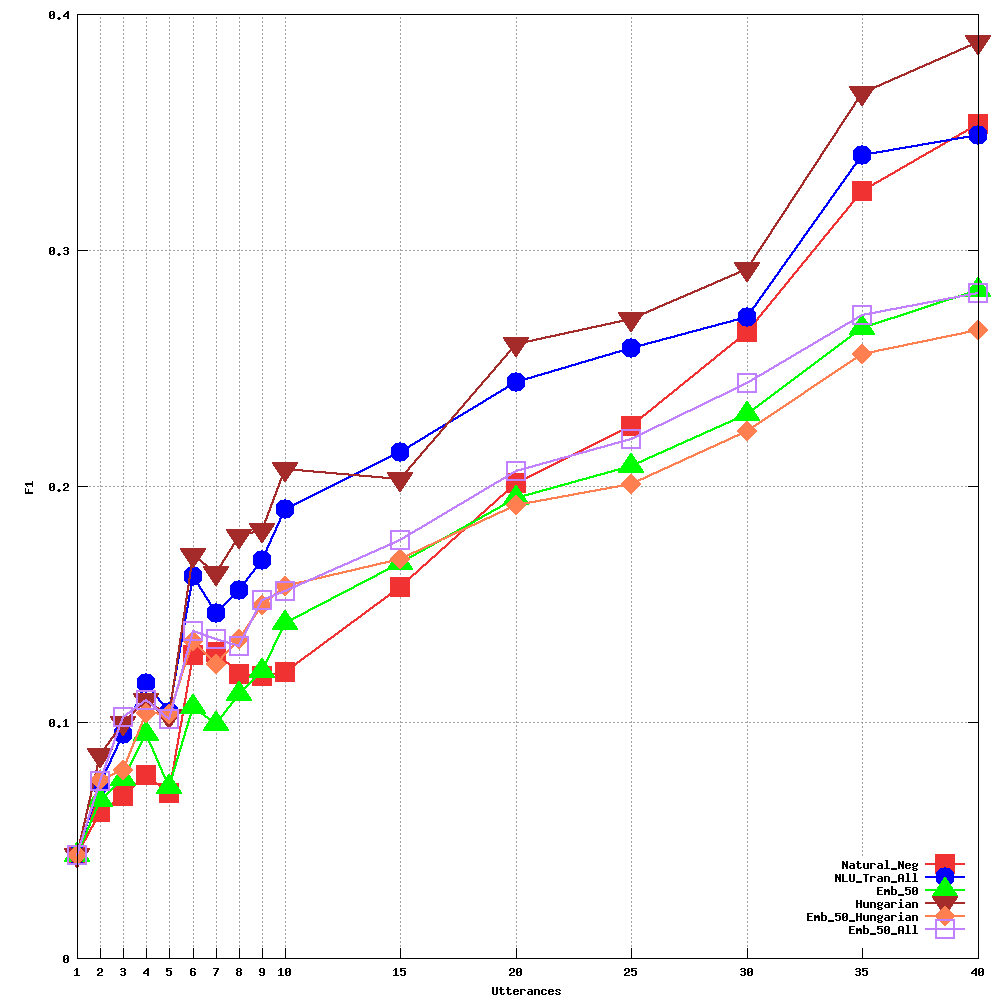 0.4
0.3
0.2
0.1
0
F1
1 2 3 4 5 6 7 8 9 10 15 20 25 30 35 40
Utterances
Natural_Neg
NLU_Tran_All
Emb_50
Hungarian
Emb_50_Hungarian
Emb_50_All